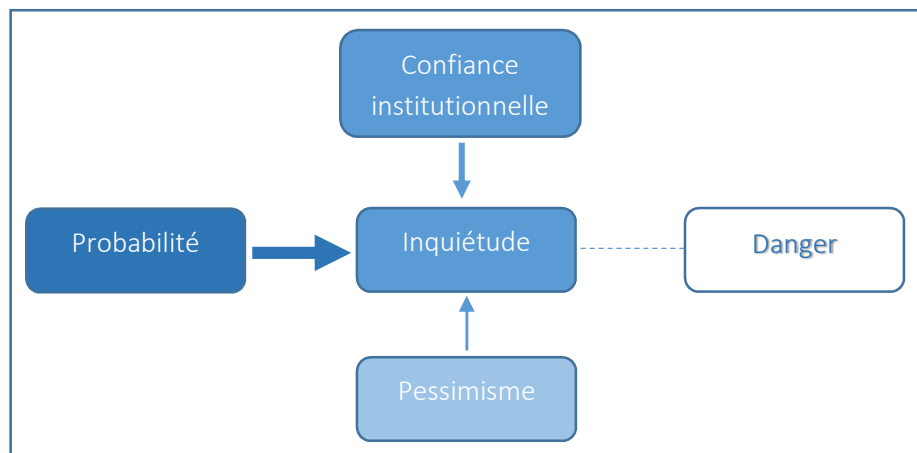 Confiance
institutionnelle
Probabilité
Inquiétude
Danger
Pessimisme